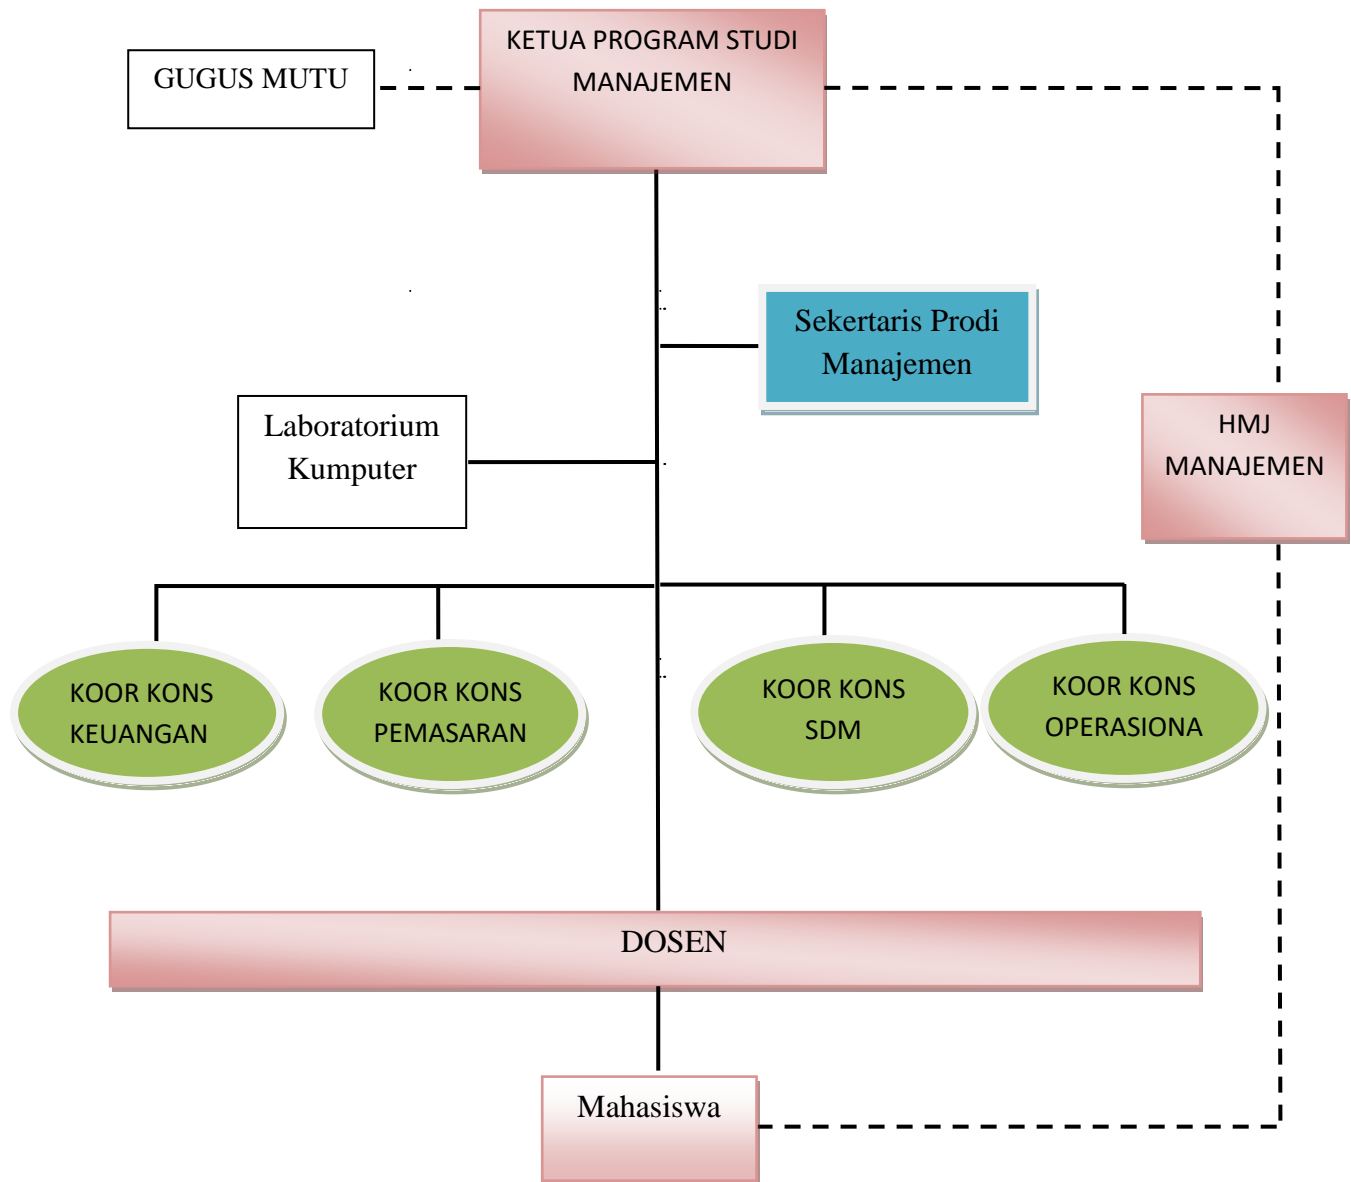 KETUA PROGRAM STUDI
MANAJEMEN
GUGUS MUTU
Sekertaris Prodi
Manajemen
Laboratorium
Kumputer
HMJ
MANAJEMEN
KOOR KONS
KEUANGAN
KOOR KONS
PEMASARAN
KOOR KONS
SDM
KOOR KONS
OPERASIONA
DOSEN
Mahasiswa